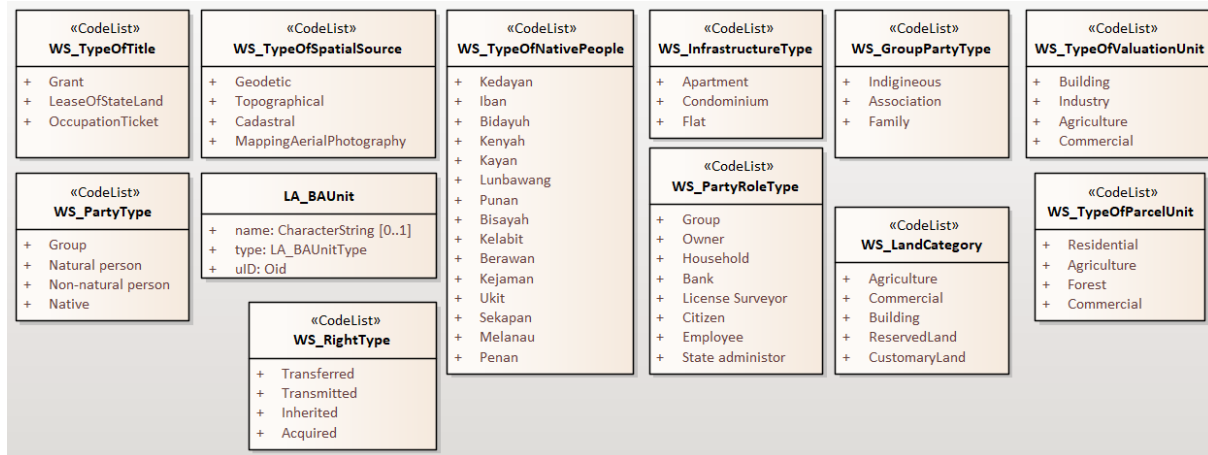 «CodeList»
WS_TypeOfTitle
+ Grant
+ LeaseOfStateLand
+ OccupationTicket
«CodeList»
WS_TypeOfSpatialSource
+ Geodetic
+ Topographical
+ Cadastral
+ MappingAerialPhotography
«CodeList»
WS_TypeOfNativePeople
+ Kedayan
+ Iban
+ Bidayuh
+ Kenyah
+ Kayan
+ Lunbawang
+ Punan
+ Bisayah
+ Kelabit
+ Berawan
+ Kejaman
+ Ukit
+ Sekapan
+ Melanau
+ Penan
«CodeList»
WS_InfrastructureType
+ Apartment
+ Condominium
+ Flat
«CodeList»
WS_GroupPartyType
+ Indigineous
+ Association
+ Family
«CodeList»
WS_TypeOfValuationUnit
+ Building
+ Industry
+ Agriculture
+ Commercial
«CodeList»
WS_PartyType
+ Group
+ Natural person
+ Non-natural person
+ Native
LA_BAUnit
+ name: CharacterString [0..1]
+ type: LA_BAUnitType
+ uID: Oid
«CodeList»
WS_PartyRoleType
+ Group
+ Owner
+ Household
+ Bank
+ License Surveyor
+ Citizen
+ Employee
+ State administor
«CodeList»
WS_LandCategory
+ Agriculture
+ Commercial
+ Building
+ ReservedLand
+ CustomaryLand
«CodeList»
WS_TypeOfParcelUnit
+ Residential
+ Agriculture
+ Forest
+ Commercial
«CodeList»
WS_RightType
+ Transferred
+ Transmitted
+ Inherited
+ Acquired